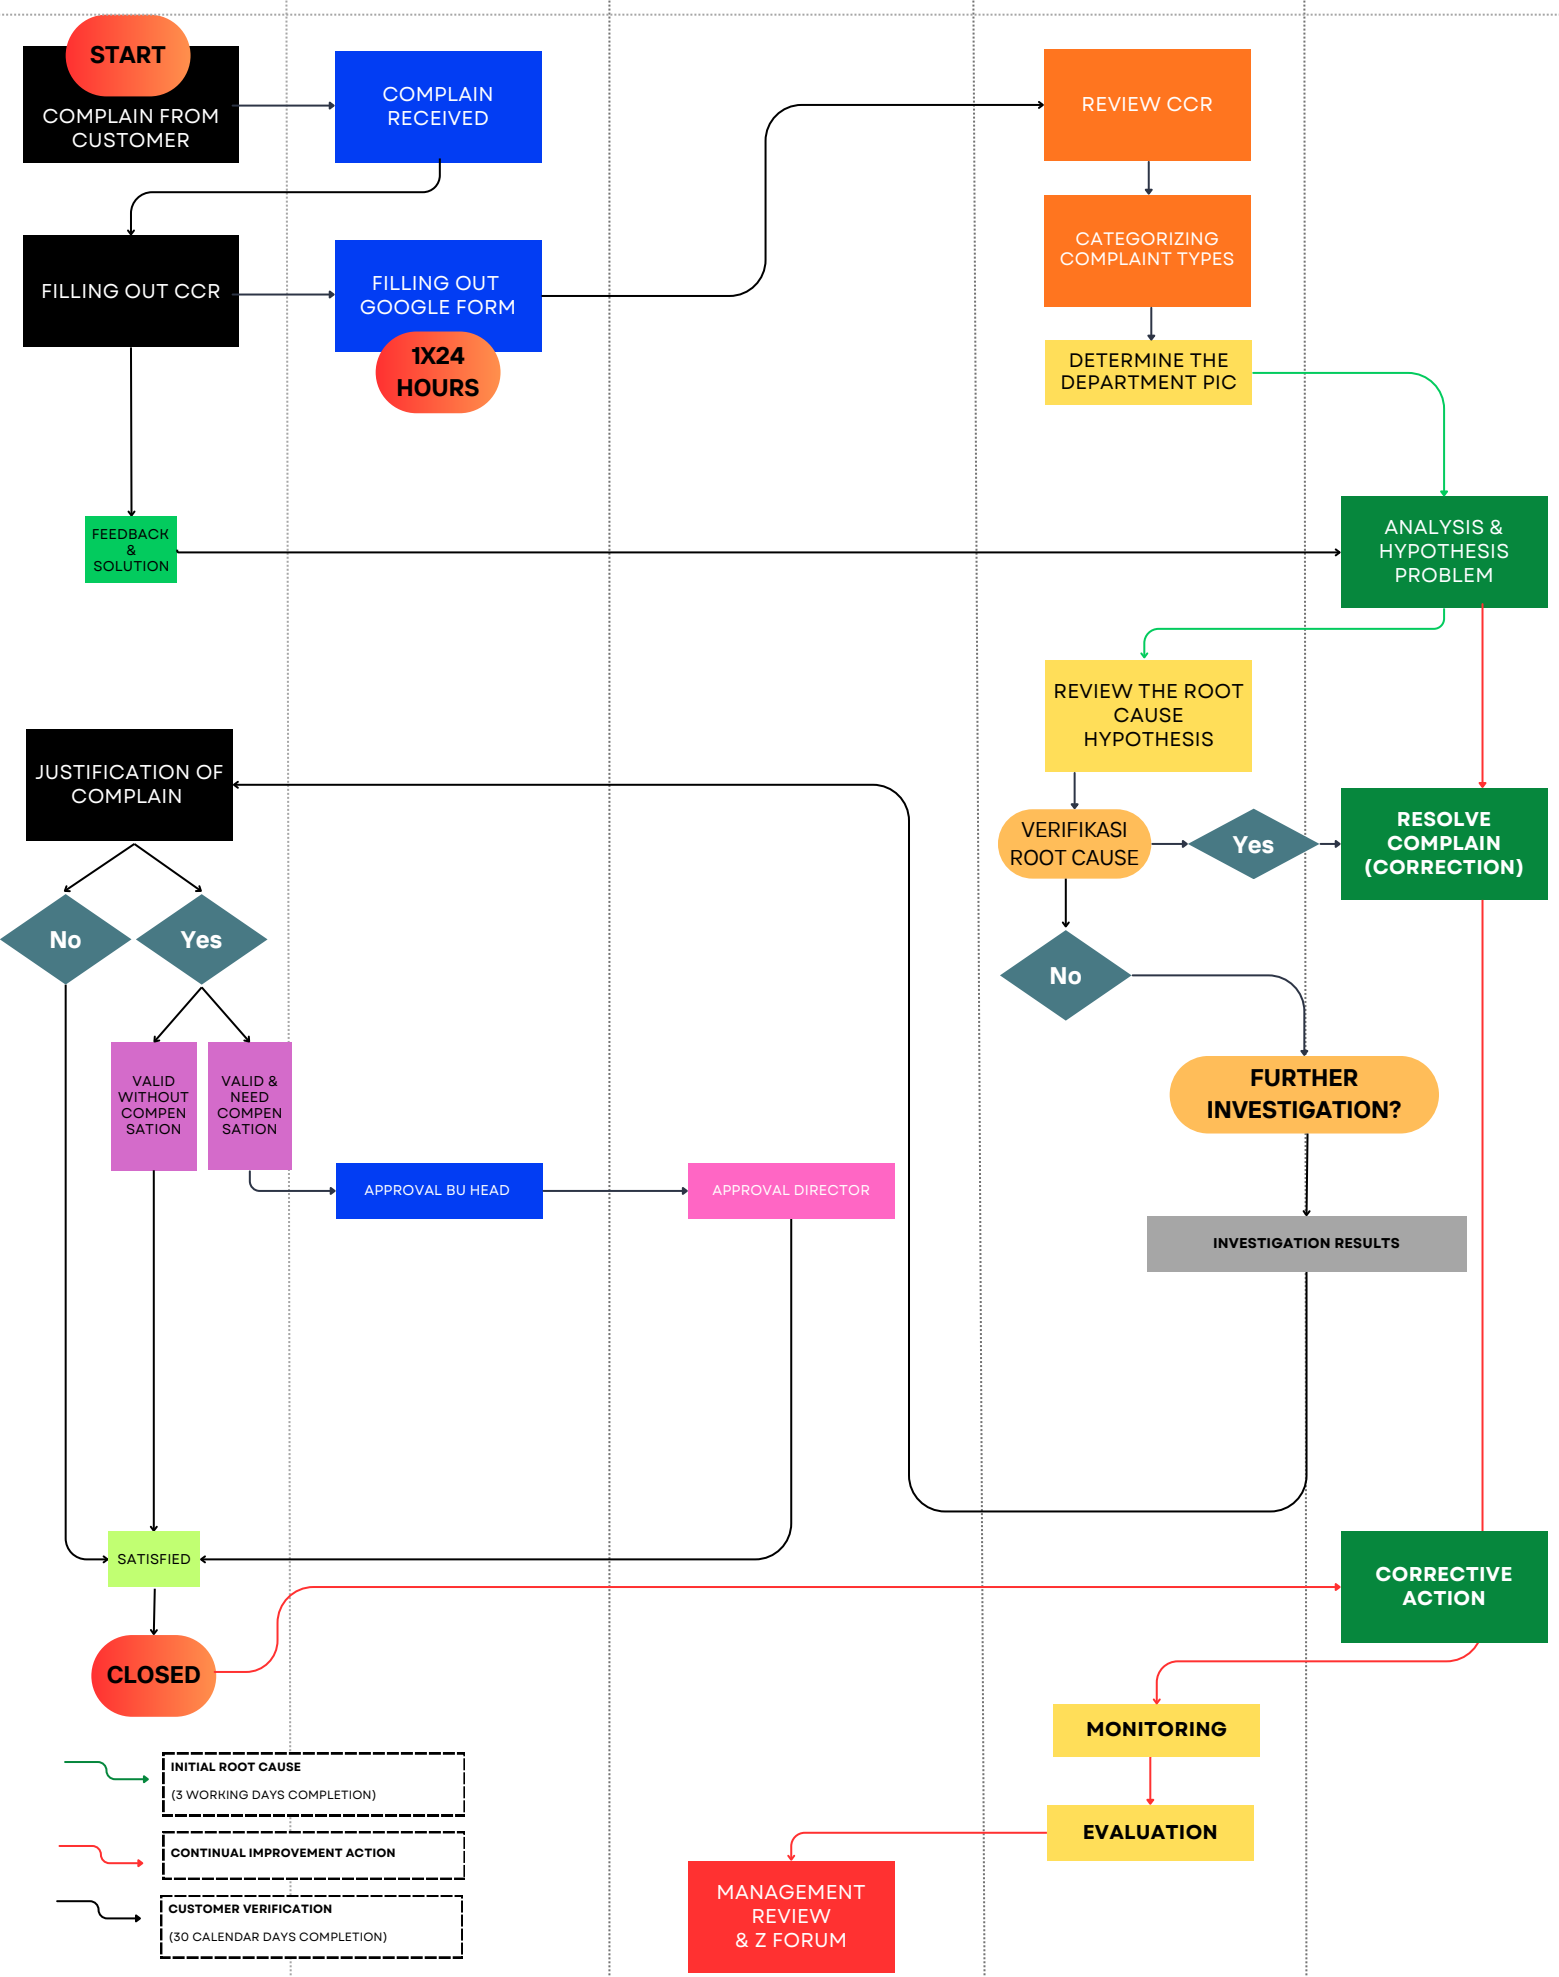 START
COMPLAIN FROM
CUSTOMER
COMPLAIN
RECEIVED
REVIEW CCR
CATEGORIZING
COMPLAINT TYPES
FILLING OUT CCR
FILLING OUT
GOOGLE FORM
1X24
HOURS
DETERMINE THE
DEPARTMENT PIC
FEEDBACK
&
SOLUTION
ANALYSIS &
HYPOTHESIS
PROBLEM
REVIEW THE ROOT
CAUSE
HYPOTHESIS
JUSTIFICATION OF
COMPLAIN
VERIFIKASI
ROOT CAUSE
Yes
RESOLVE
COMPLAIN
(CORRECTION)
No
Yes
No
FURTHER
INVESTIGATION?
VALID
WITHOUT
COMPEN
SATION
VALID &
NEED
COMPEN
SATION
APPROVAL BU HEAD
APPROVAL DIRECTOR
INVESTIGATION RESULTS
SATISFIED
CORRECTIVE
ACTION
CLOSED
MONITORING
EVALUATION
MANAGEMENT
REVIEW
& Z FORUM
INITIAL ROOT CAUSE
(3 WORKING DAYS COMPLETION)
CONTINUAL IMPROVEMENT ACTION
CUSTOMER VERIFICATION
(30 CALENDAR DAYS COMPLETION)